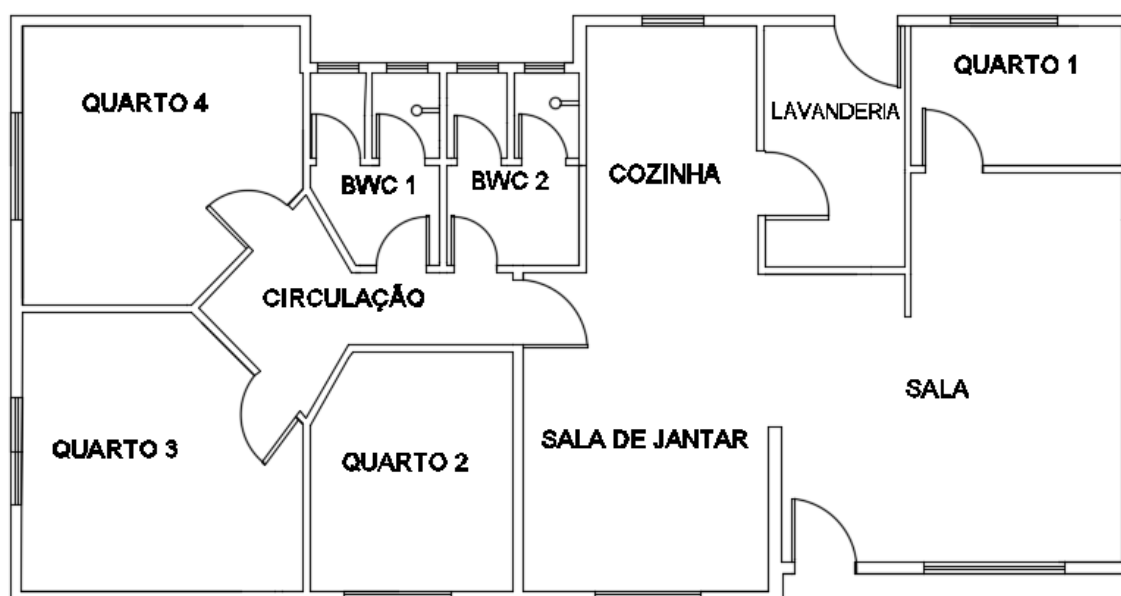 QUARTO 4
QUARTO 1
LAVANDERIA
COZINHA
BWC 1
BWC 2
CIRCULAÇÃO
SALA
SALA DE JANTAR
QUARTO 3
QUARTO 2